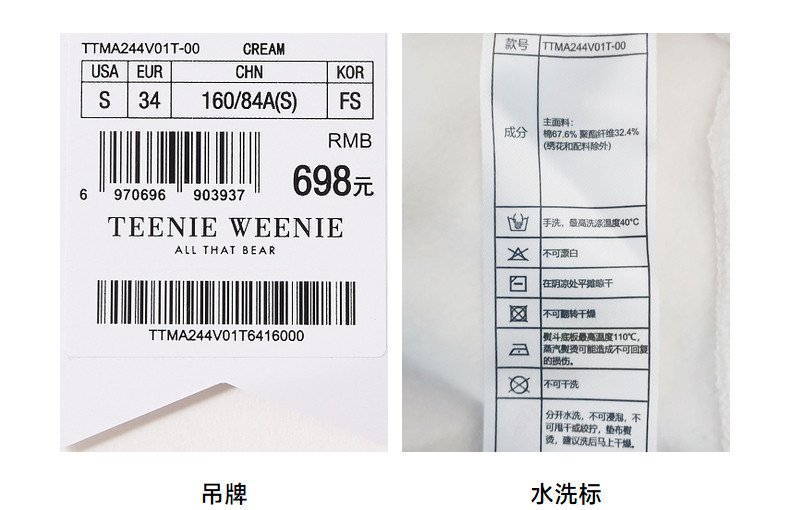 TTMA244V01T-00 CREAM
USA EUR CHN KOR
S 34 160/84A(S) FS
RMB
698元
6 970696 903937
TEENIE WEENIE
ALL THAT BEAR
TTMA244V01T6416000
吊牌
款号 TTMA244V01T-00
成分
主面料：
棉67.6% 聚酯纤维32.4%
(绣花和配料除外)
手洗，最高洗涤温度40°C
不可漂白
在阴凉处平摊晾干
不可翻转干燥
熨斗底板最高温度110℃，
蒸汽熨烫可能造成不可回复
的损伤。
不可干洗
分开水洗，不可浸泡，不
可甩干或绞拧，垫布熨
烫，建议洗后马上干燥。
水洗标